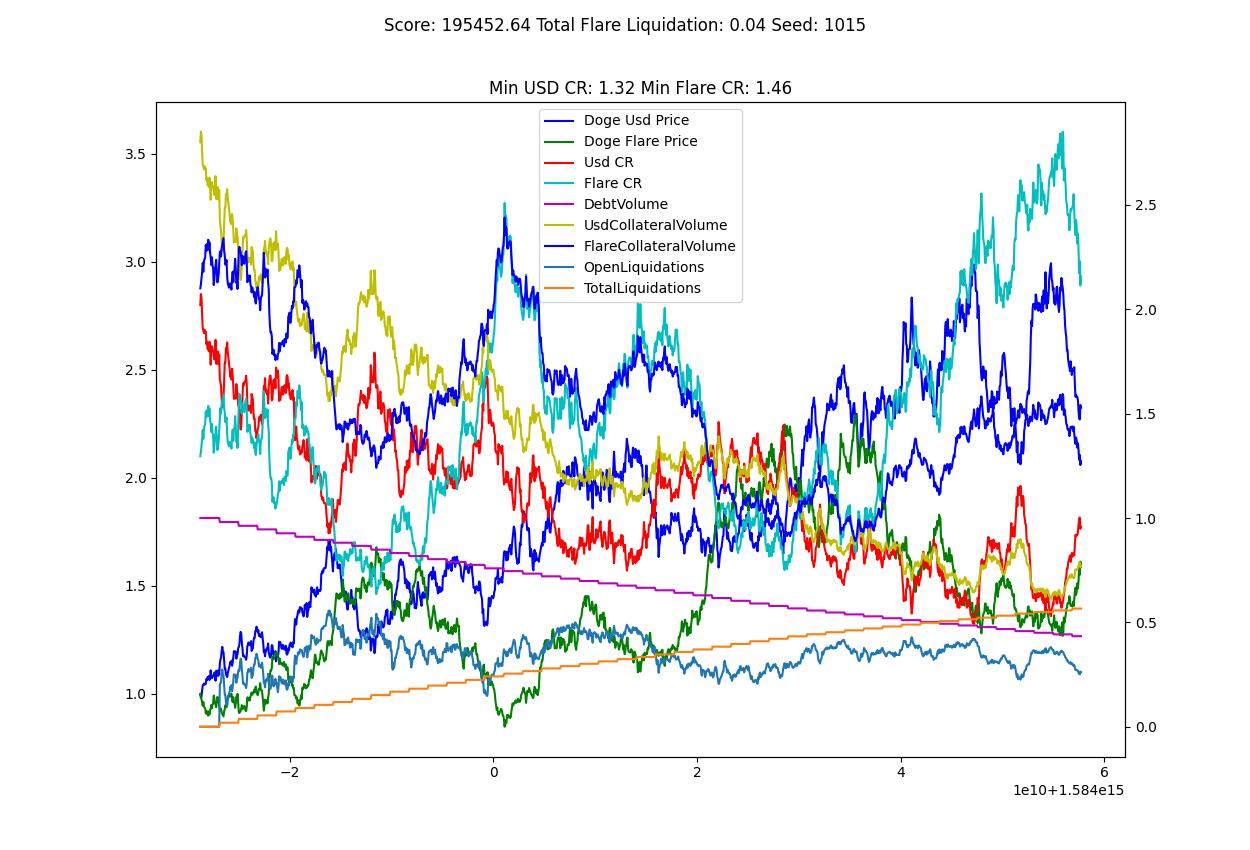 Score: 195452.64 Total Flare Liquidation: 0.04 Seed: 1015
Min USD CR: 1.32 Min Flare CR: 1.46
Doge Usd Price
Doge Flare Price
Usd CR
Flare CR
DebtVolume
UsdCollateralVolume
FlareCollateralVolume
OpenLiquidations
TotalLiquidations
3.5
3.0
2.5
2.0
1.5
1.0
2.5
2.0
1.5
1.0
0.5
0.0
−2
0
2
4
6
1e10+1.584e15